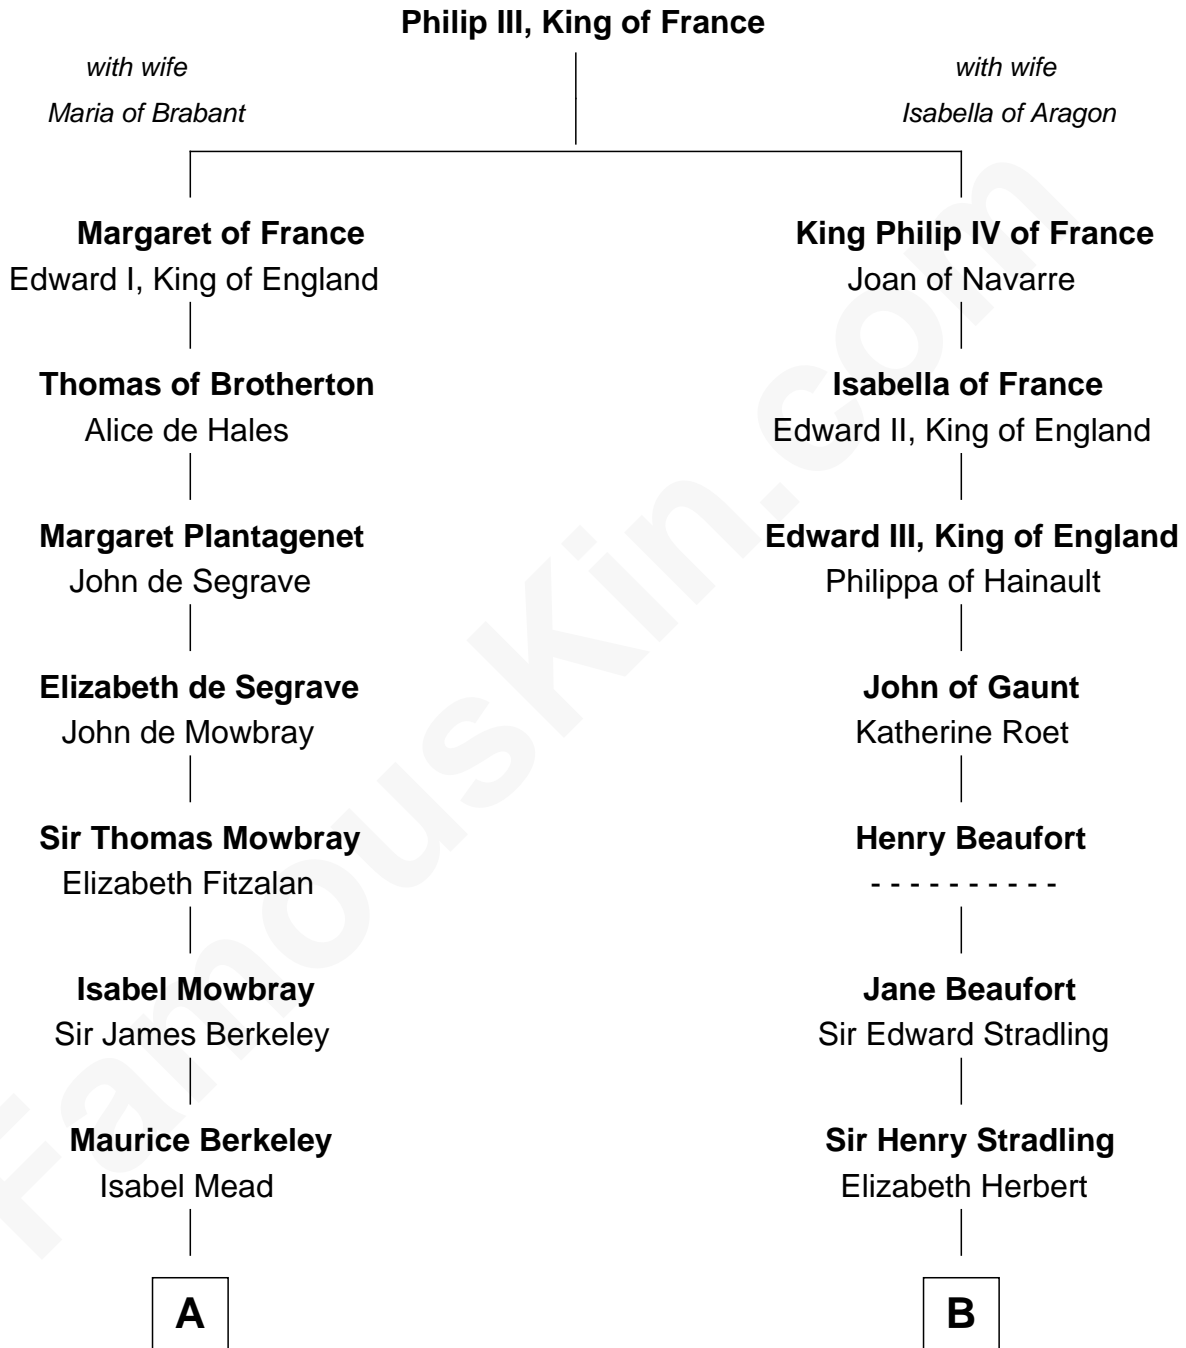 Philip III, King of France
with wife
Maria of Brabant
with wife
Isabella of Aragon
Margaret of France
Edward I, King of England
King Philip IV of France
Joan of Navarre
Thomas of Brotherton
Alice de Hales
Isabella of France
Edward II, King of England
Margaret Plantagenet
John de Segrave
Edward III, King of England
Philippa of Hainault
Elizabeth de Segrave
John de Mowbray
John of Gaunt
Katherine Roet
Sir Thomas Mowbray
Elizabeth Fitzalan
Henry Beaufort
- - - - - - - - - -
Isabel Mowbray
Sir James Berkeley
Jane Beaufort
Sir Edward Stradling
Maurice Berkeley
Isabel Mead
Sir Henry Stradling
Elizabeth Herbert
A
B
FamousKin.com